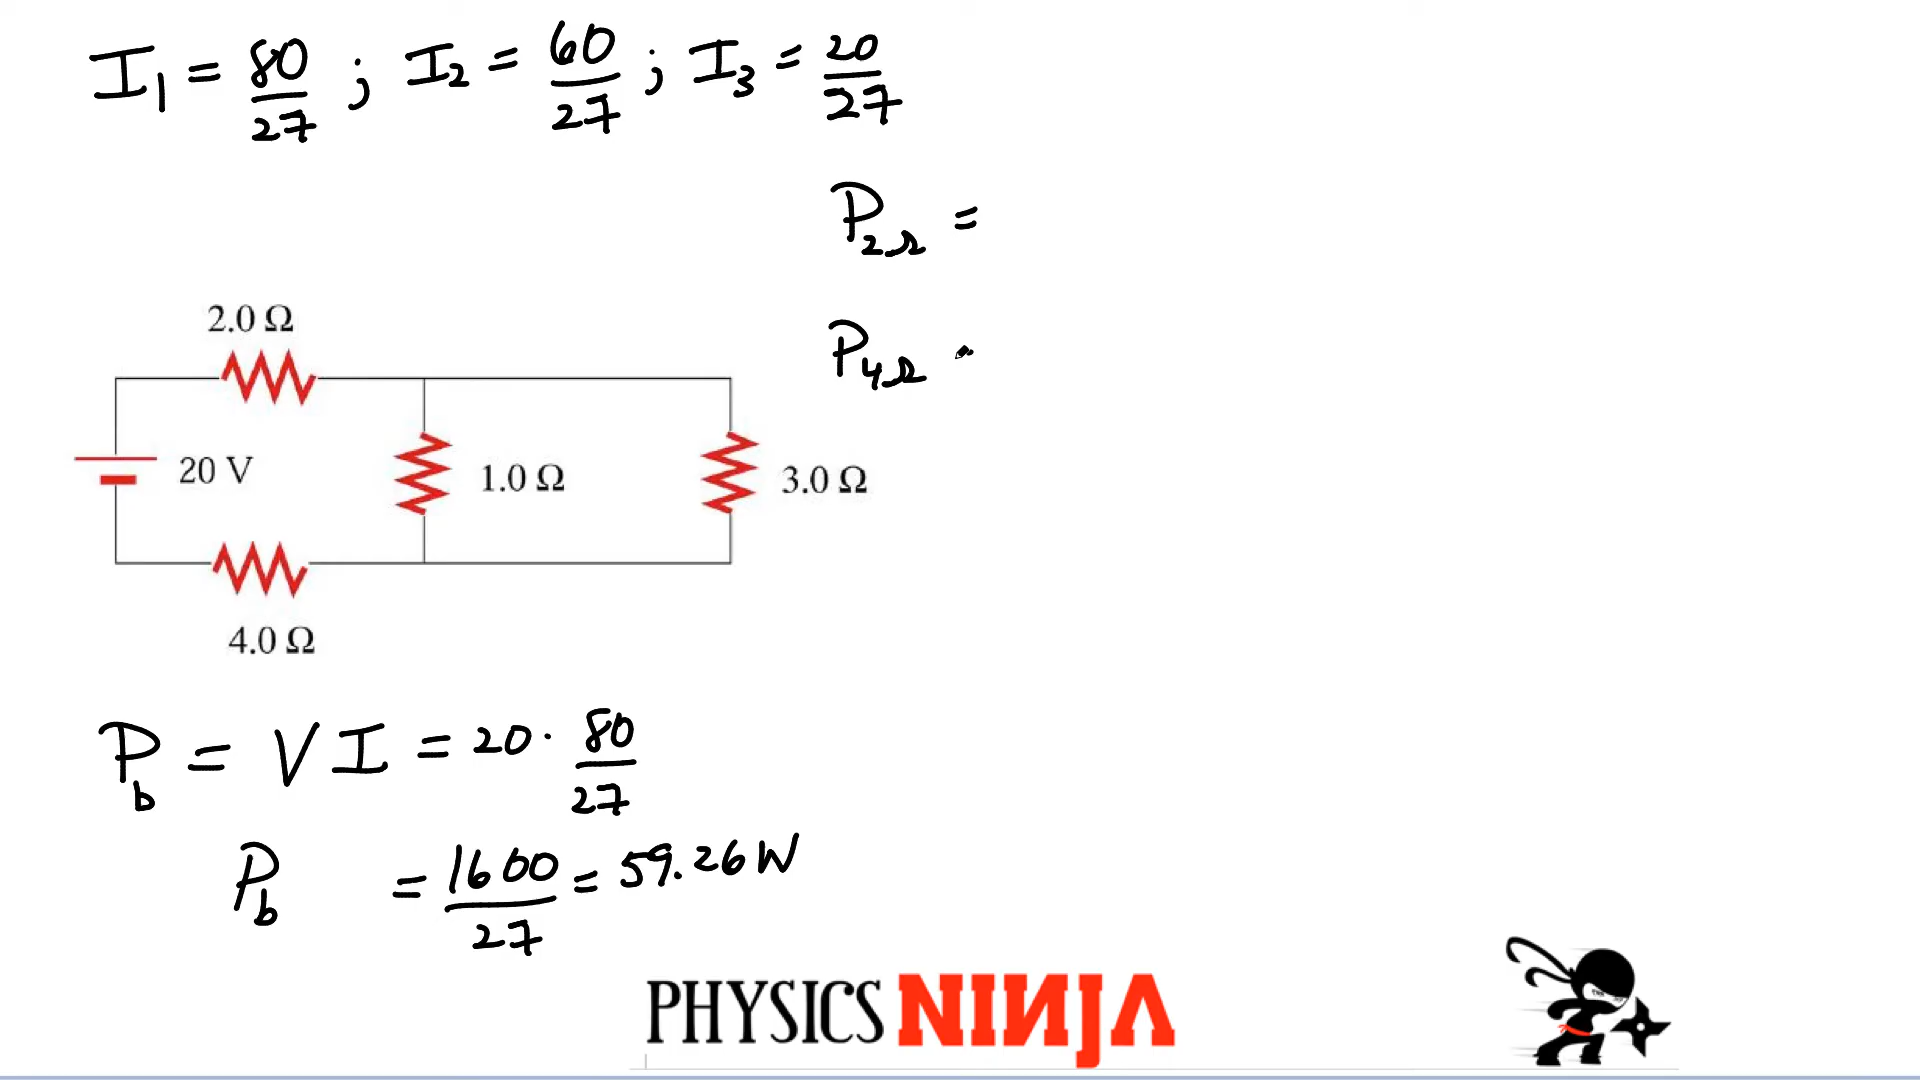 I₁ = 80/27 ; I₂ = 60/27 ; I₃ = 20/27
P₂Ω =
P₄Ω
2.0 Ω
20 V
1.0 Ω
3.0 Ω
4.0 Ω
P_b = VI = 20 · 80/27
P_b = 1600/27 = 59.26 W
PHYSICS NINJA